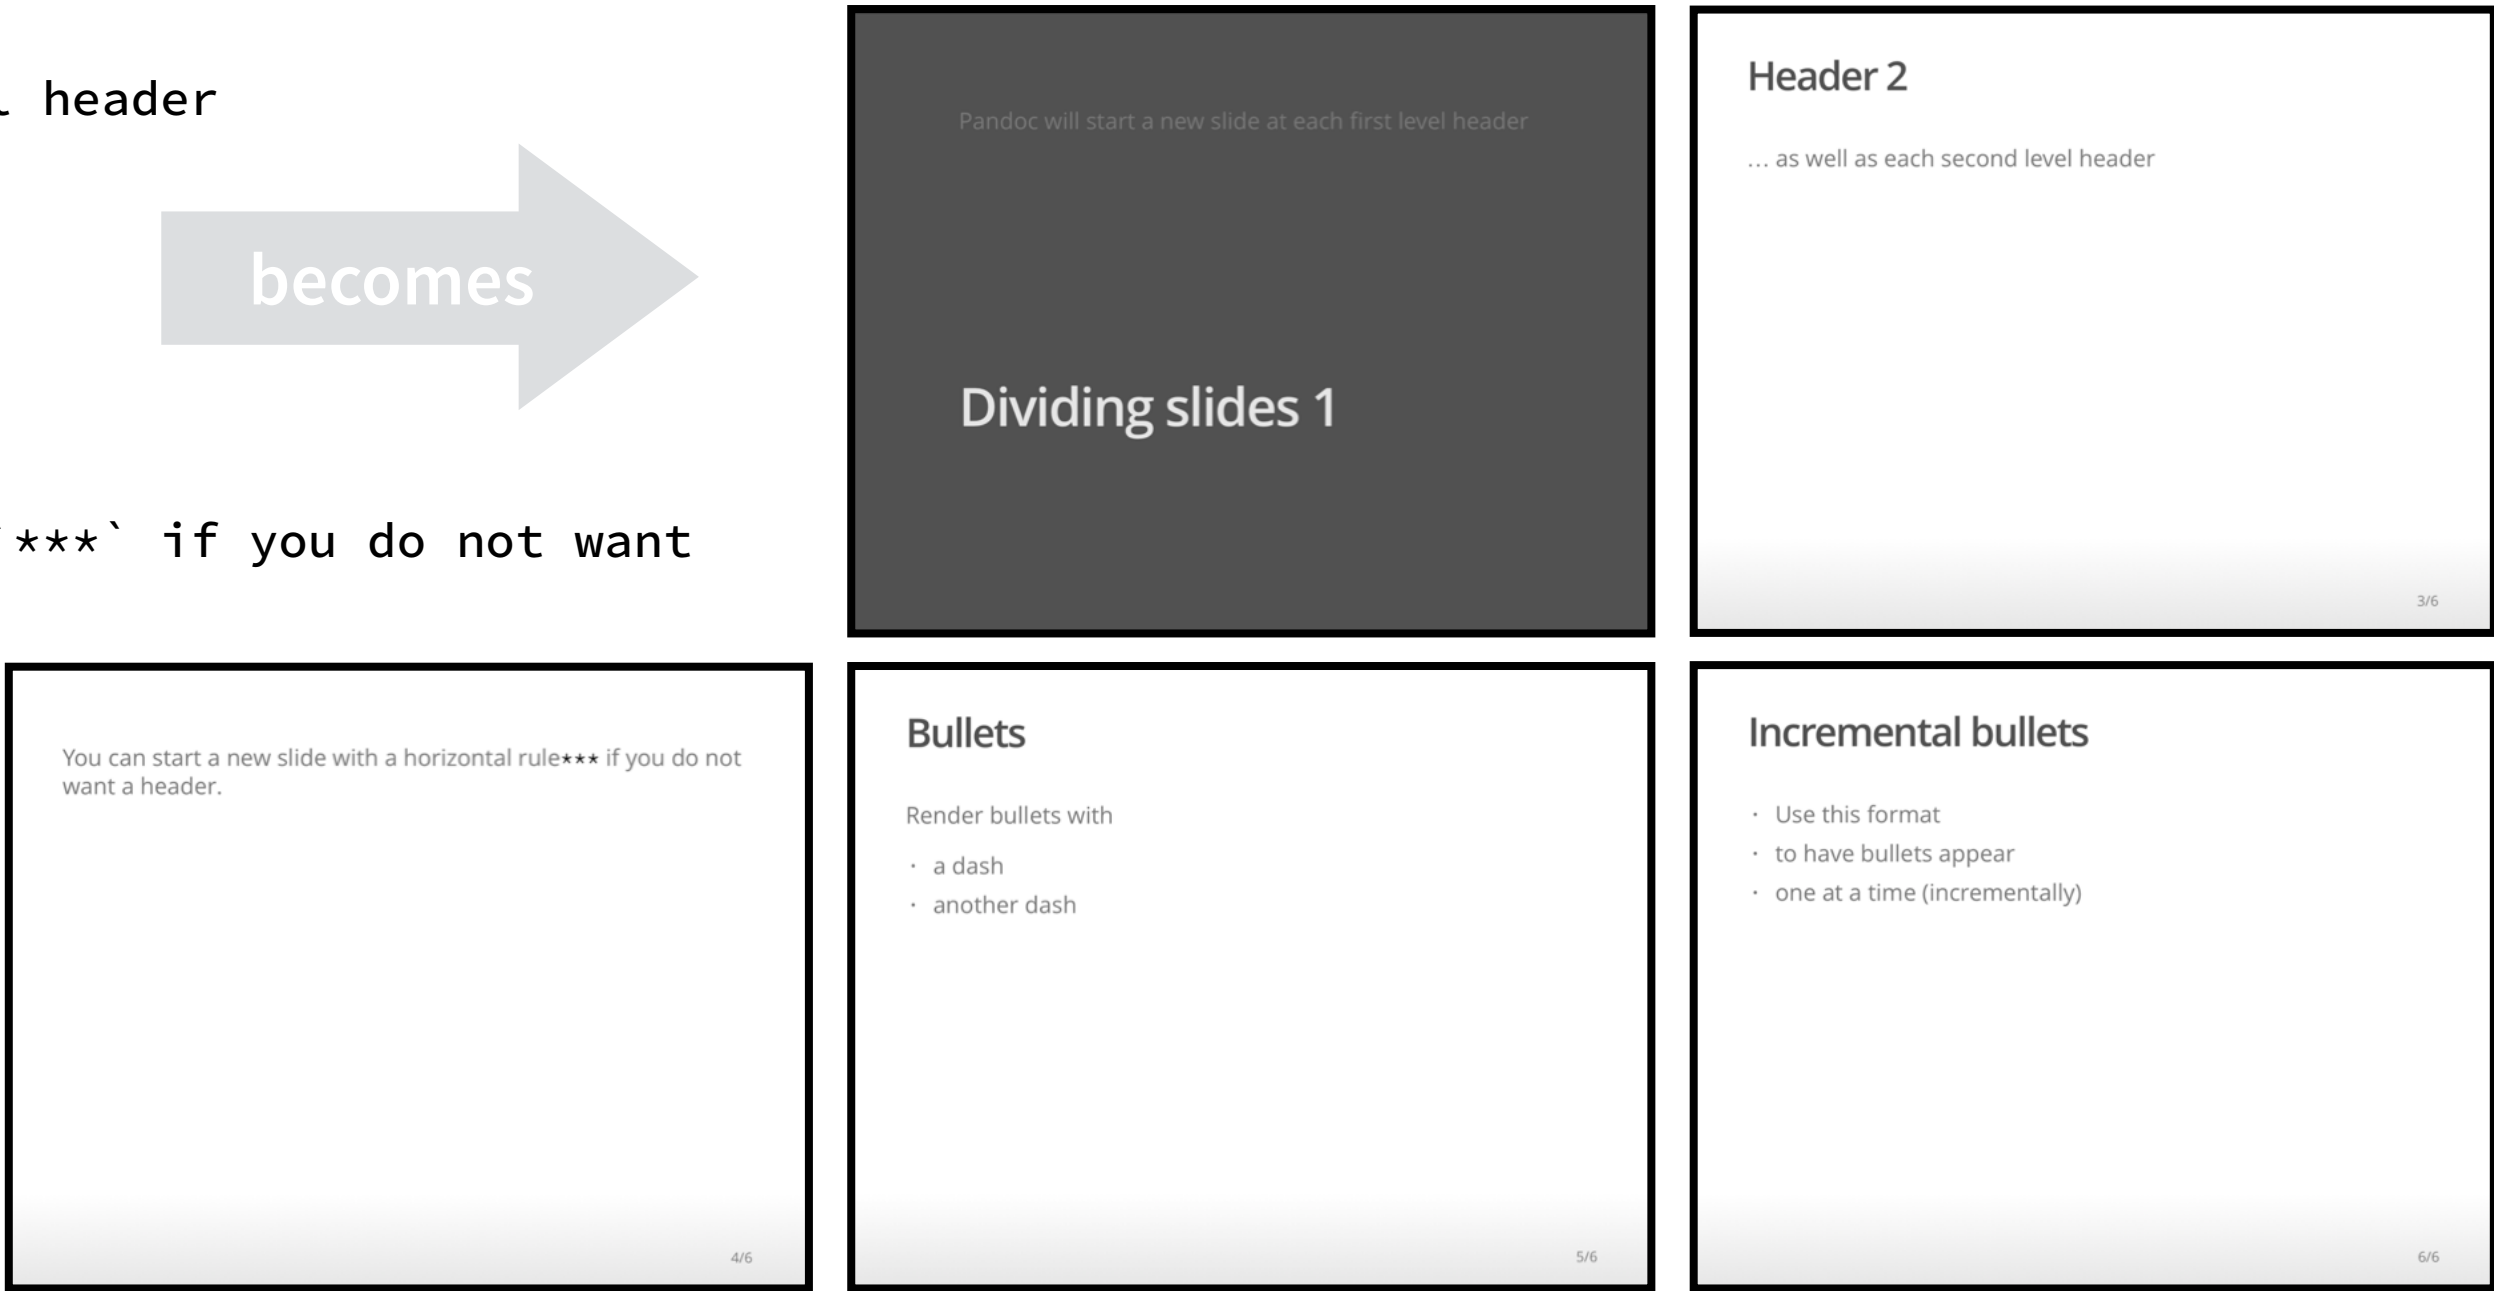 header
becomes
`***` if you do not want
Pandoc will start a new slide at each first level header
Dividing slides 1
Header 2
… as well as each second level header
3/6
You can start a new slide with a horizontal rule*** if you do not
want a header.
4/6
Bullets
Render bullets with
· a dash
· another dash
5/6
Incremental bullets
· Use this format
· to have bullets appear
· one at a time (incrementally)
6/6